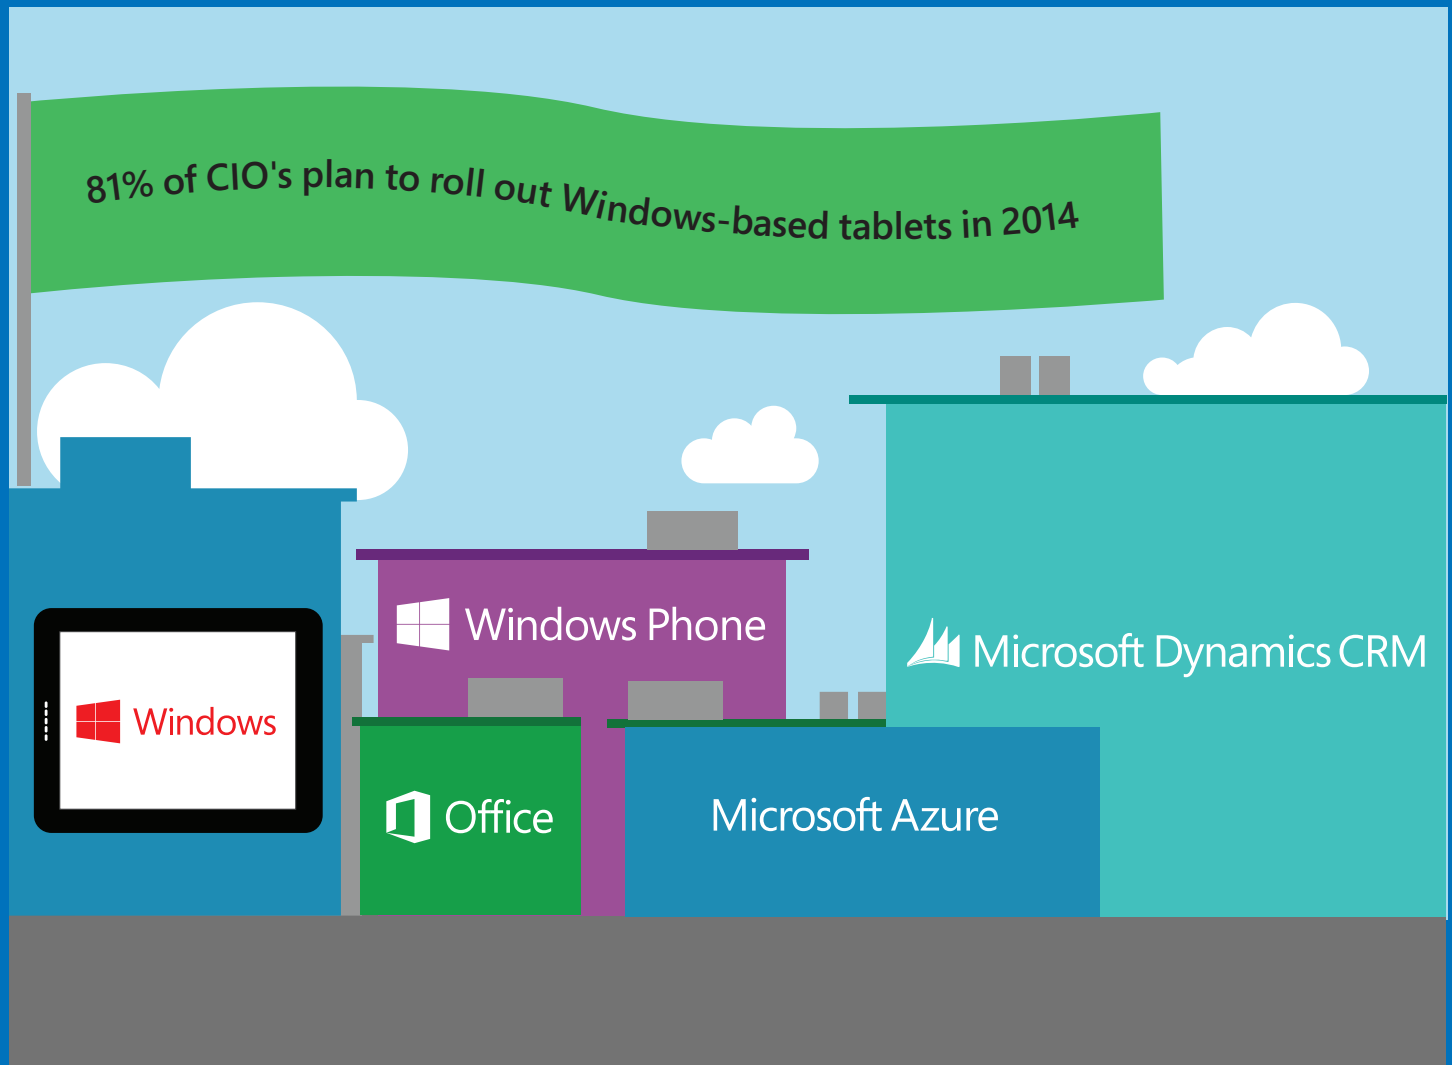 81% of CIO's plan to roll out Windows-based tablets in 2014
Windows Phone
Microsoft Dynamics CRM
Windows
Office
Microsoft Azure